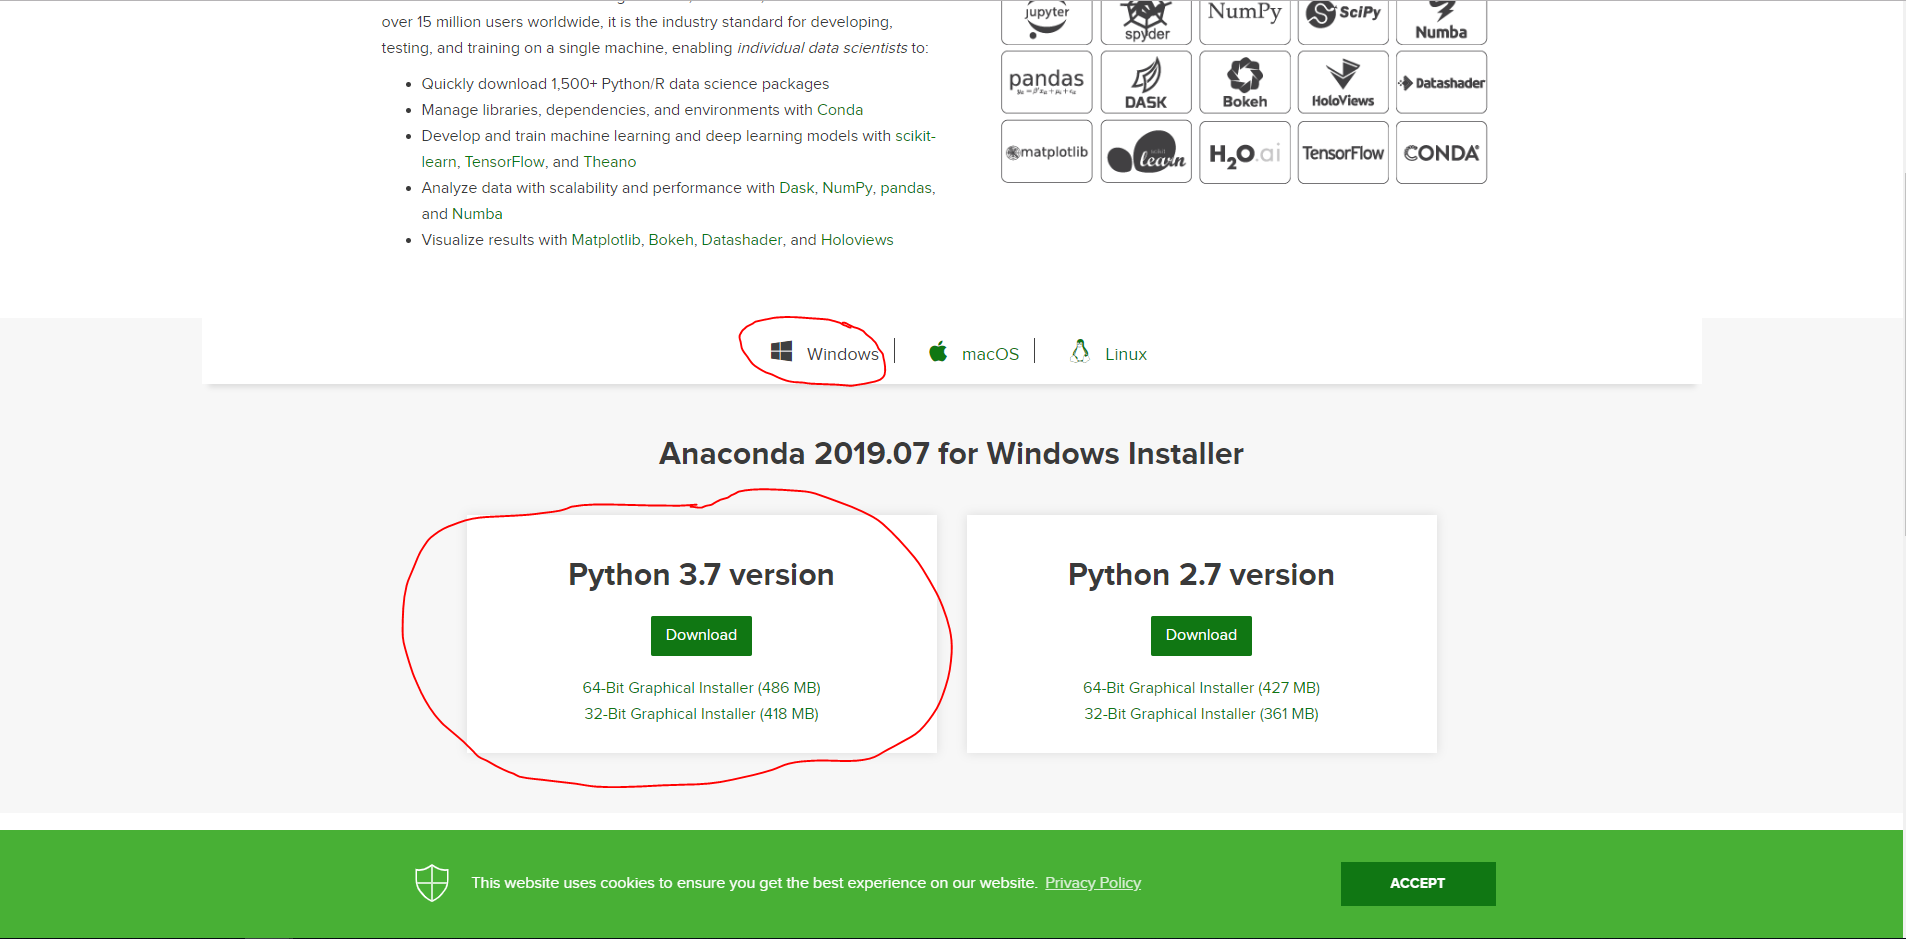 over 15 million users worldwide, it is the industry standard for developing,
testing, and training on a single machine, enabling individual data scientists to:
Quickly download 1,500+ Python/R data science packages
Manage libraries, dependencies, and environments with Conda
Develop and train machine learning and deep learning models with scikit-
learn, TensorFlow, and Theano
Analyze data with scalability and performance with Dask, NumPy, pandas,
and Numba
Visualize results with Matplotlib, Bokeh, Datashader, and Holoviews
jupyter
spyder
NumPy
SciPy
Numba
pandas
DASK
Bokeh
HoloViews
Datashader
matplotlib
learn
H2O.ai
TensorFlow
CONDA
Windows
macOS
Linux
Anaconda 2019.07 for Windows Installer
Python 3.7 version
Download
64-Bit Graphical Installer (486 MB)
32-Bit Graphical Installer (418 MB)
Python 2.7 version
Download
64-Bit Graphical Installer (427 MB)
32-Bit Graphical Installer (361 MB)
This website uses cookies to ensure you get the best experience on our website. Privacy Policy
ACCEPT